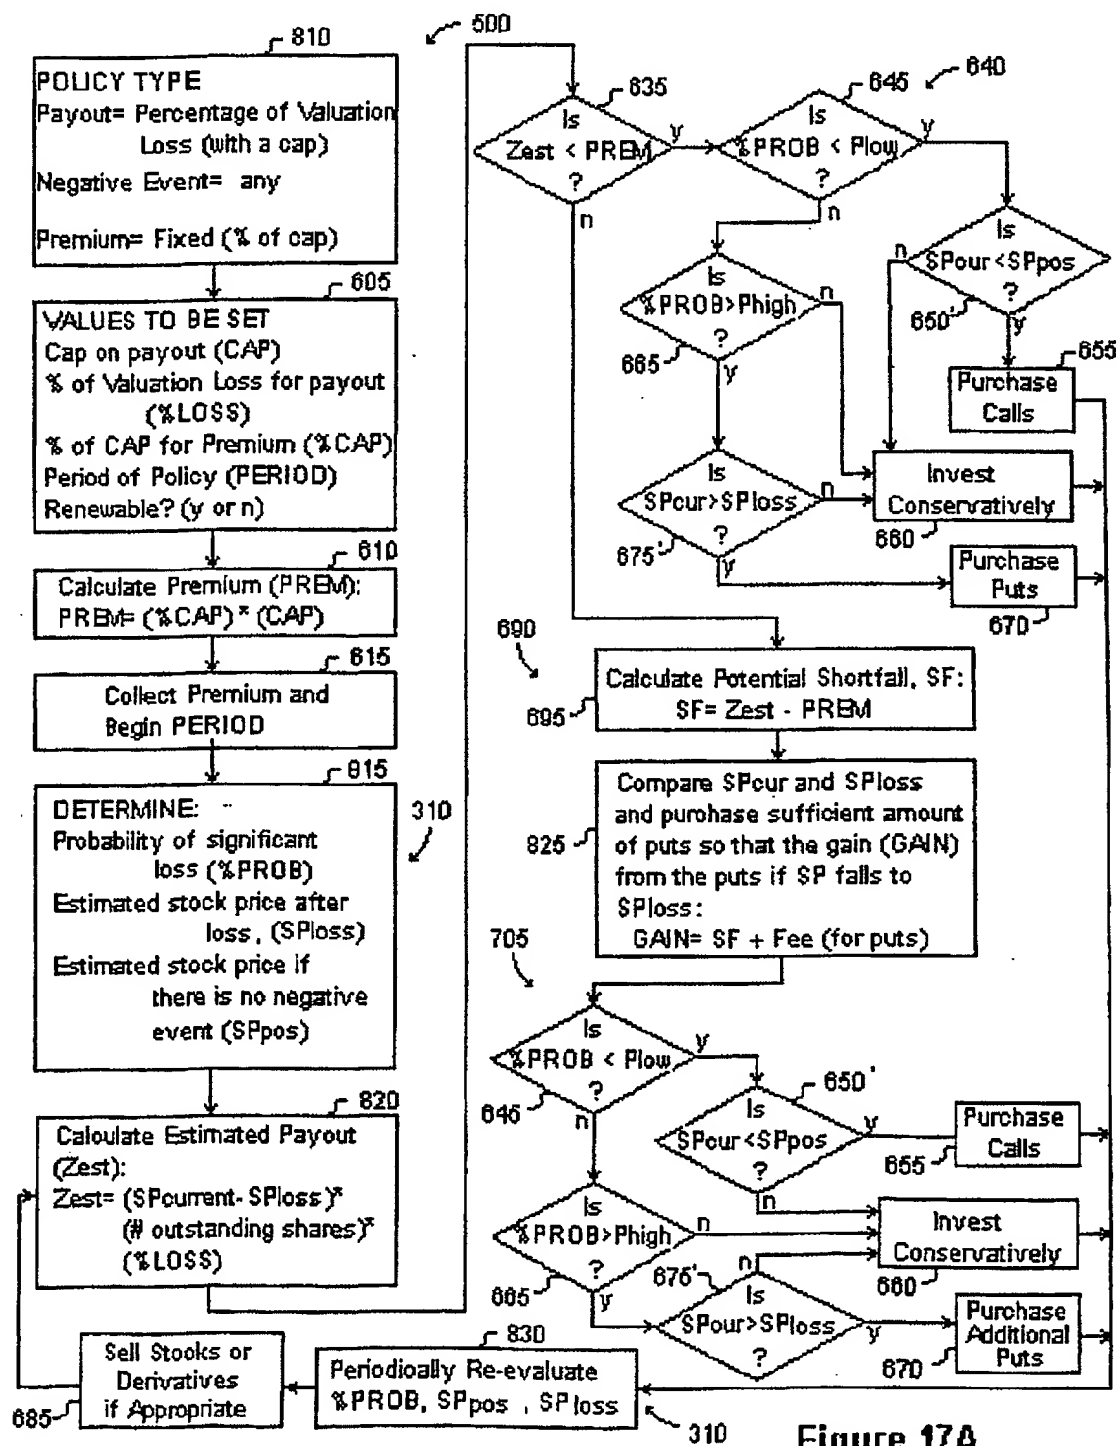 810
500
POLICY TYPE
Payout= Percentage of Valuation
Loss (with a cap)
Negative Event= any
Premium= Fixed (% of cap)
605
VALUES TO BE SET
Cap on payout (CAP)
% of Valuation Loss for payout
(%LOSS)
% of CAP for Premium (%CAP)
Period of Policy (PERIOD)
Renewable? (y or n)
610
Calculate Premium (PREM):
PREM= (%CAP)* (CAP)
615
Collect Premium and
Begin PERIOD
815
310
DETERMINE:
Probability of significant
loss (%PROB)
Estimated stock price after
loss, (SPloss)
Estimated stock price if
there is no negative
event (SPpos)
820
Calculate Estimated Payout
(Zest):
Zest= (SPcurrent- SPloss)*
(# outstanding shares)*
(%LOSS)
635
Is
Zest < PREM
?
y
n
645
640
Is
%PROB < Plow
?
y
n
Is
SPcur<SPpos
?
n
650'
y
655
Purchase
Calls
Is
%PROB>Phigh
?
n
665
y
Is
SPcur>SPloss
?
n
675'
y
Invest
Conservatively
660
Purchase
Puts
670
690
Calculate Potential Shortfall, SF:
SF= Zest - PREM
695
Compare SPcur and SPloss
and purchase sufficient amount
of puts so that the gain (GAIN)
from the puts if SP falls to
SPloss:
GAIN= SF + Fee (for puts)
825
705
Is
%PROB < Plow
?
y
645
n
650'
Is
SPcur<SPpos
?
y
n
Purchase
Calls
655
Is
%PROB>Phigh
?
n
665
y
Invest
Conservatively
660
675'
n
Is
SPcur>SPloss
?
y
Purchase
Additional
Puts
670
830
Periodically Re-evaluate
%PROB, SPpos , SPloss
310
Sell Stocks or
Derivatives
if Appropriate
685
Figure 17A